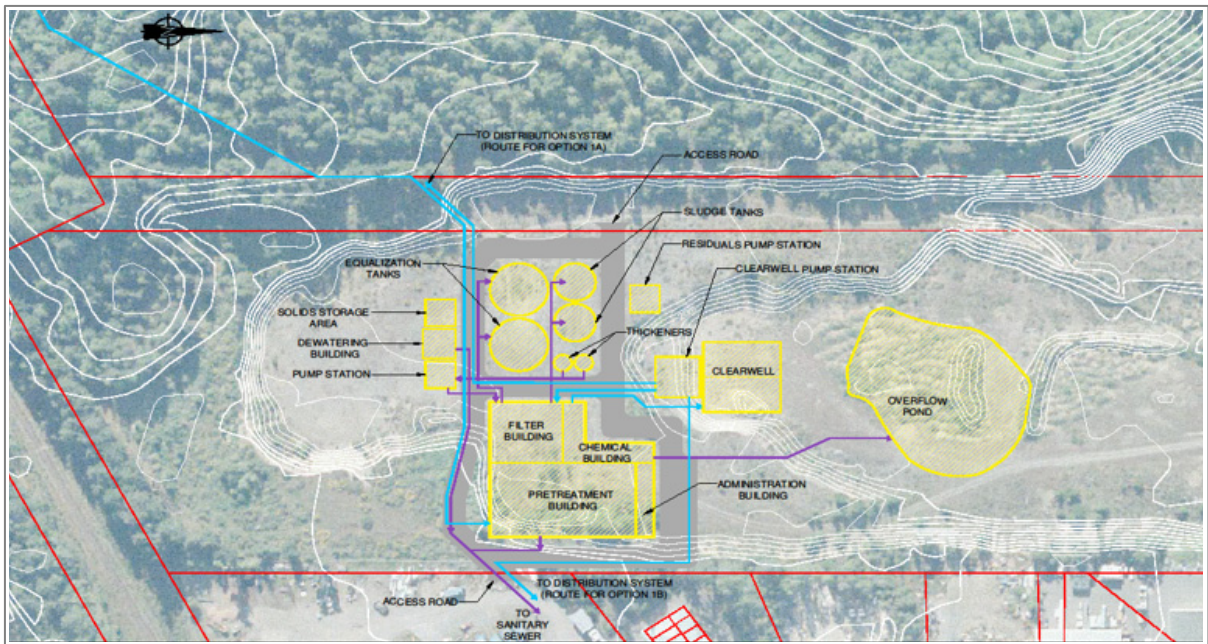 TO DISTRIBUTION SYSTEM
(ROUTE FOR OPTION 1A)
ACCESS ROAD
SLUDGE TANKS
RESIDUALS PUMP STATION
EQUALIZATION
TANKS
CLEARWELL PUMP STATION
SOLIDS STORAGE
AREA
THICKENERS
DEWATERING
BUILDING
PUMP STATION
CLEARWELL
OVERFLOW
POND
FILTER
BUILDING
CHEMICAL
BUILDING
PRETREATMENT
BUILDING
ADMINISTRATION
BUILDING
TO DISTRIBUTION SYSTEM
(ROUTE FOR OPTION 1B)
ACCESS ROAD
TO
SANITARY
SEWER